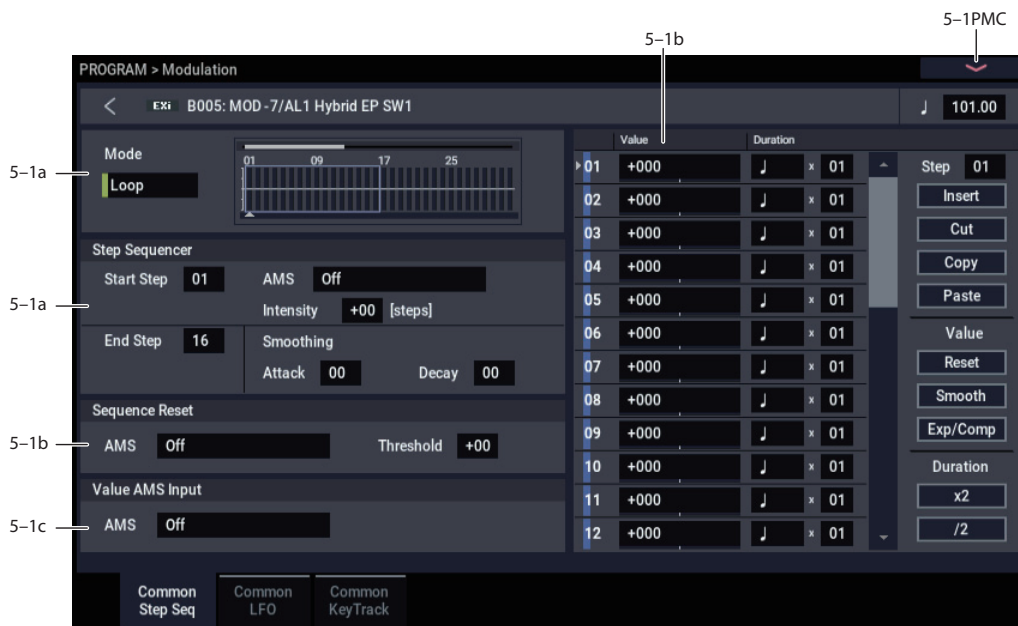 5–1PMC
5–1b
PROGRAM > Modulation
EXi B005: MOD-7/AL1 Hybrid EP SW1
♩ 101.00
Mode
Loop
01 09 17 25
5–1a
Step Sequencer
Start Step 01 AMS Off
Intensity +00 [steps]
5–1a
End Step 16 Smoothing
Attack 00 Decay 00
Sequence Reset
5–1b
AMS Off Threshold +00
Value AMS Input
5–1c
AMS Off
Value Duration
01 +000 ♩ x 01
02 +000 ♩ x 01
03 +000 ♩ x 01
04 +000 ♩ x 01
05 +000 ♩ x 01
06 +000 ♩ x 01
07 +000 ♩ x 01
08 +000 ♩ x 01
09 +000 ♩ x 01
10 +000 ♩ x 01
11 +000 ♩ x 01
12 +000 ♩ x 01
Step 01
Insert
Cut
Copy
Paste
Value
Reset
Smooth
Exp/Comp
Duration
x2
/2
Common
Step Seq
Common
LFO
Common
KeyTrack